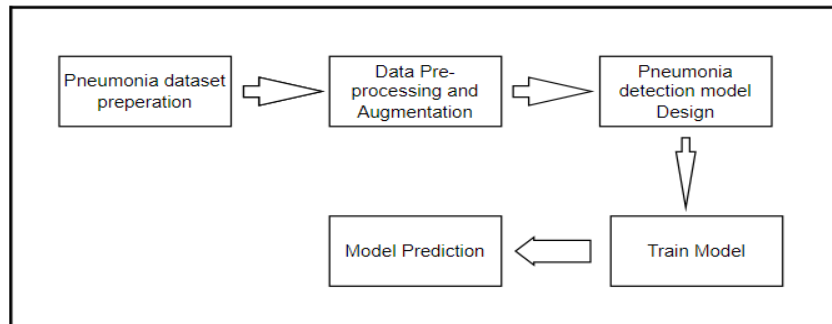 Pneumonia dataset
preperation
Data Pre-
processing and
Augmentation
Pneumonia
detection model
Design
Train Model
Model Prediction